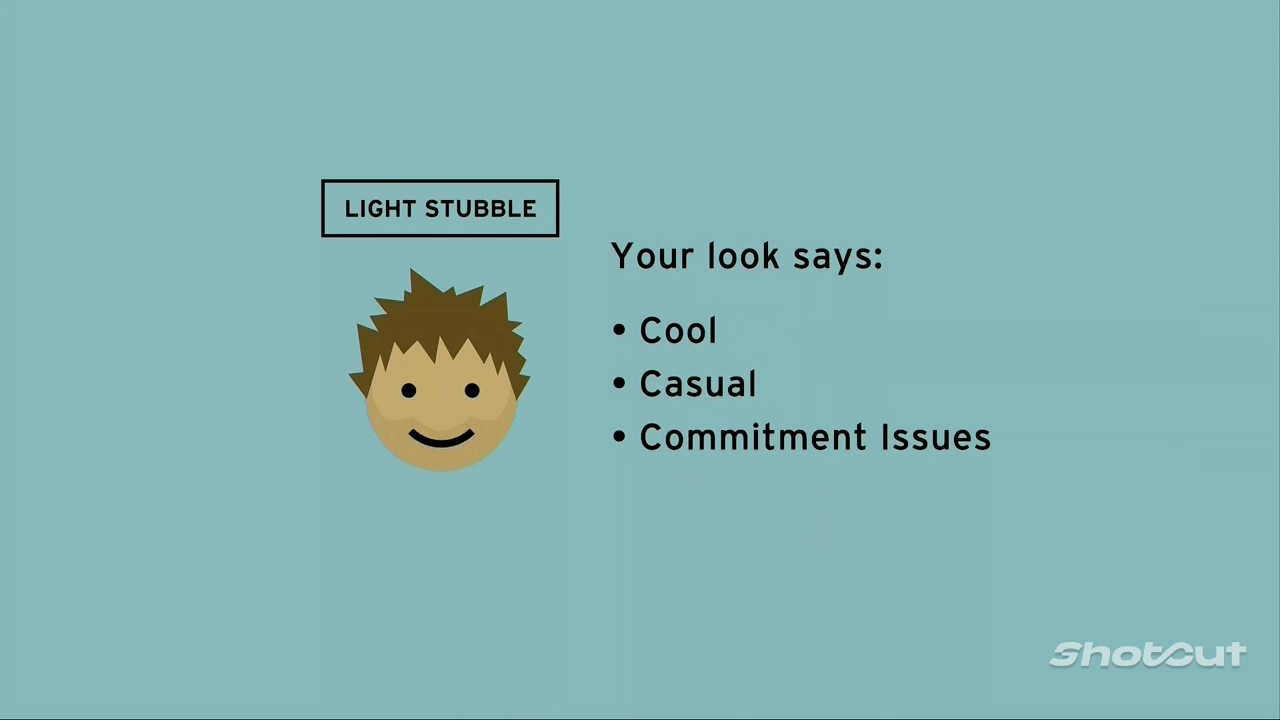 LIGHT STUBBLE
Your look says:
• Cool
• Casual
• Commitment Issues
ShotCut